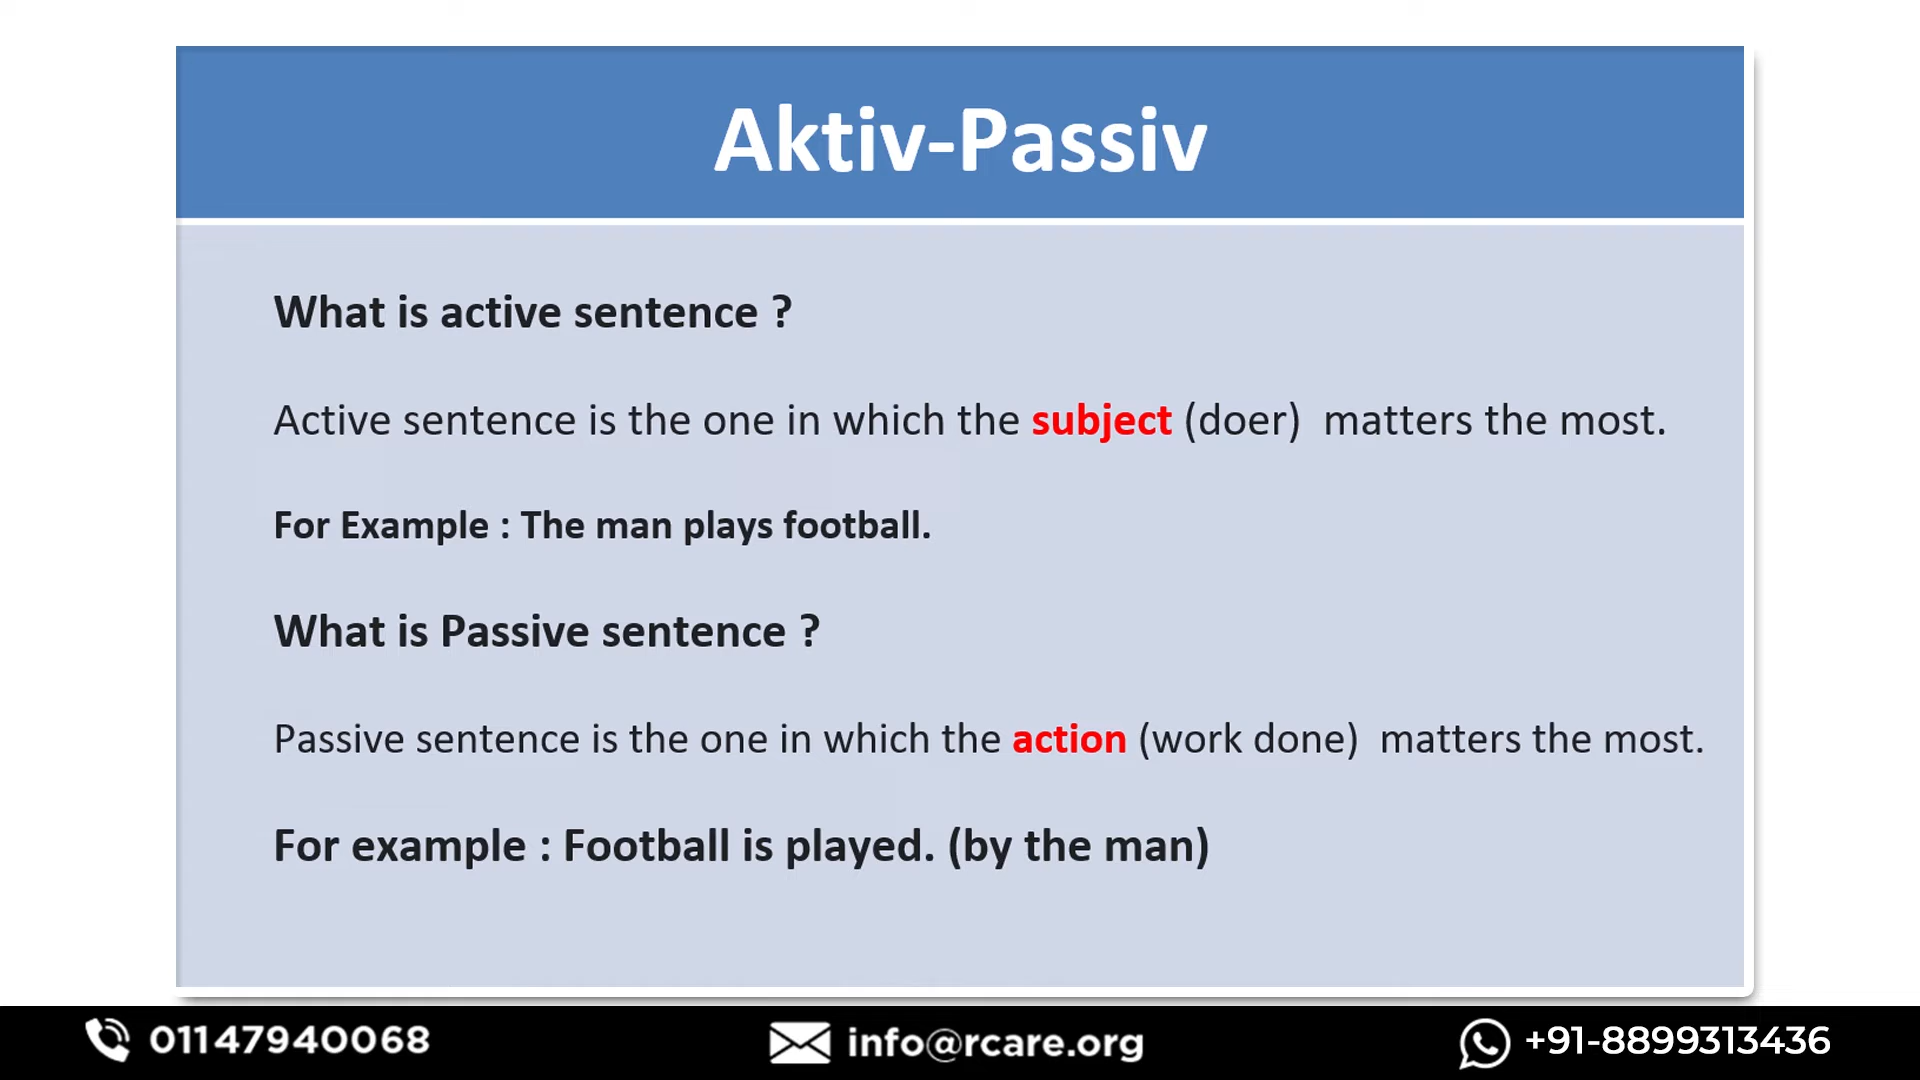 Aktiv-Passiv
What is active sentence ?
Active sentence is the one in which the subject (doer)  matters the most.
For Example : The man plays football.
What is Passive sentence ?
Passive sentence is the one in which the action (work done)  matters the most.
For example : Football is played. (by the man)
01147940068
info@rcare.org
+91-8899313436